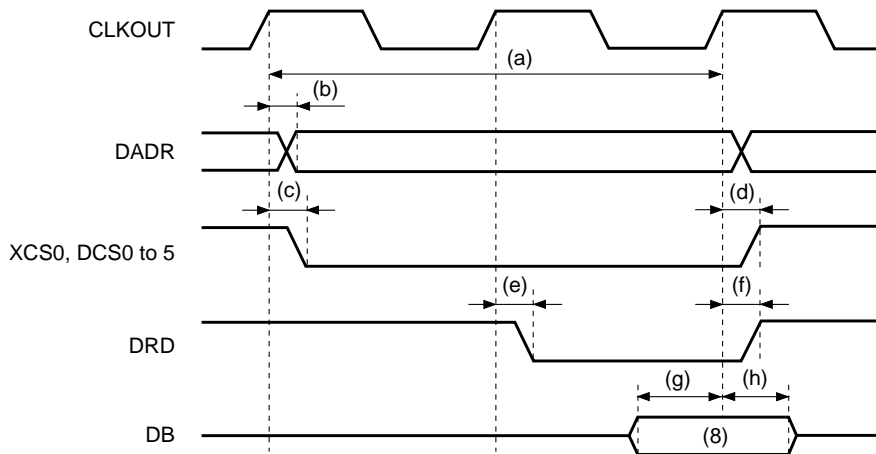 CLKOUT
(a)
(b)
DADR
(c)
(d)
XCS0, DCS0 to 5
(e)
(f)
DRD
(g)
(h)
DB
(8)